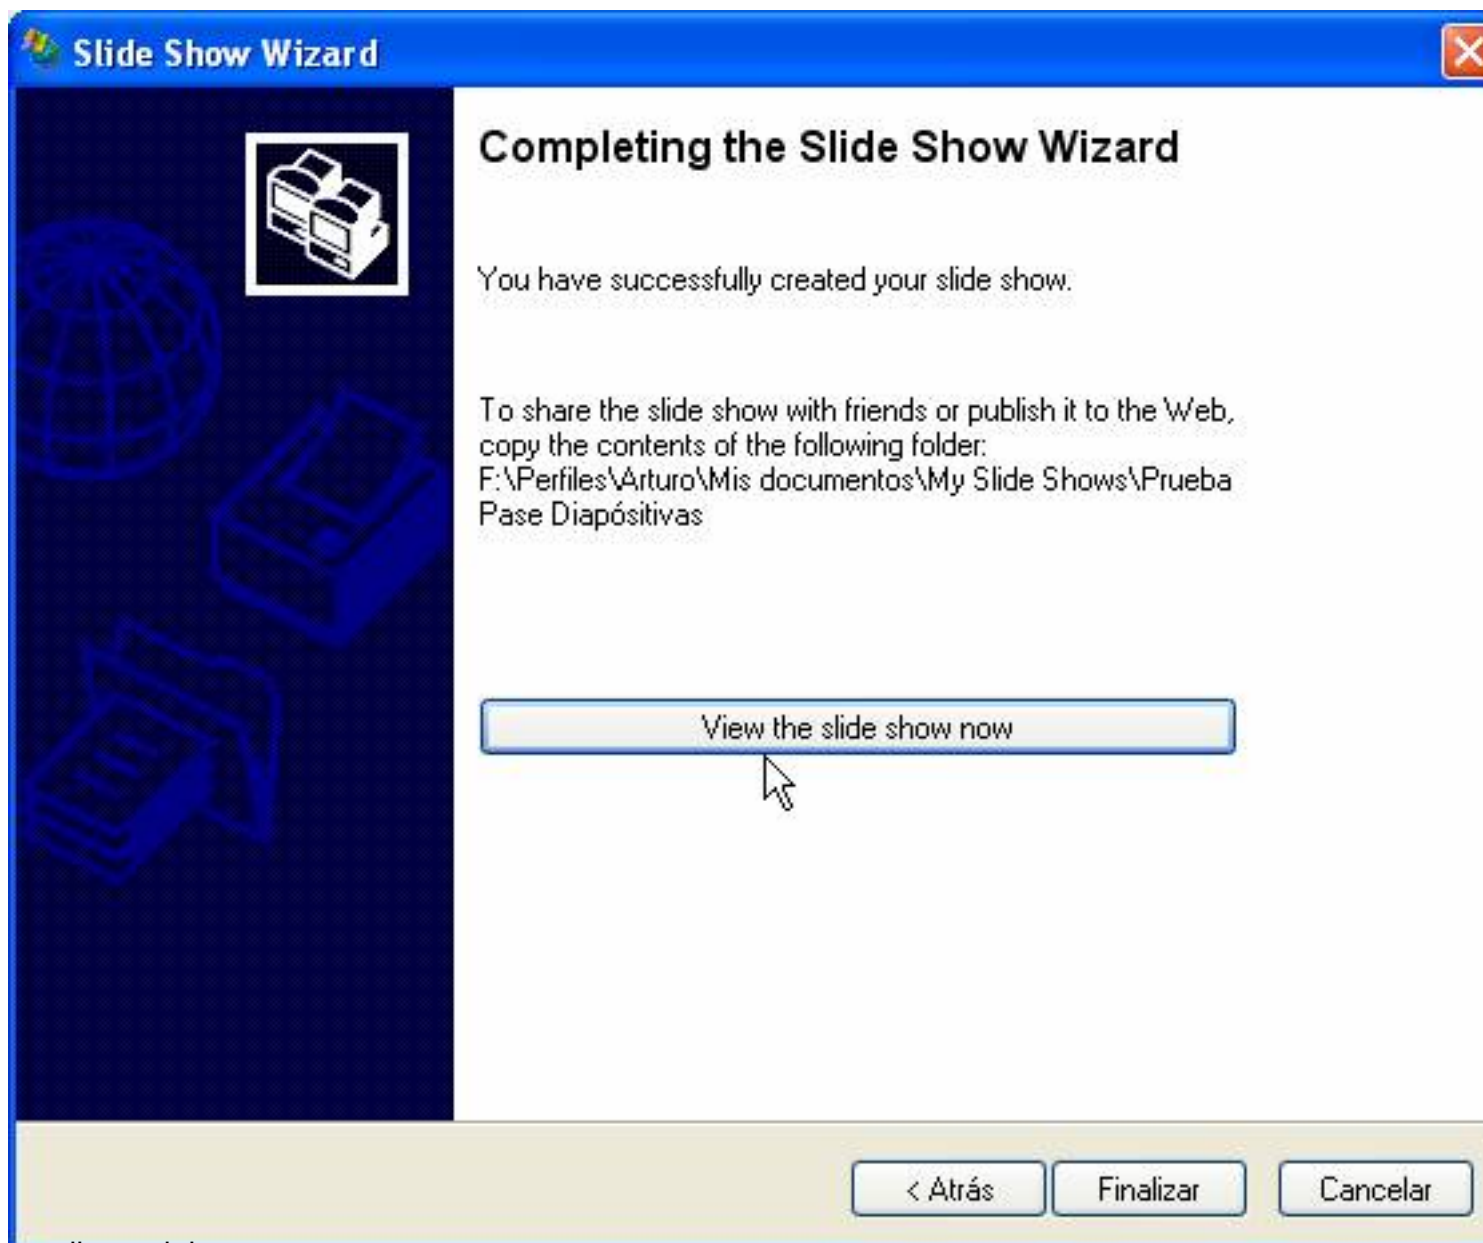 Slide Show Wizard
Completing the Slide Show Wizard
You have successfully created your slide show.
To share the slide show with friends or publish it to the Web,
copy the contents of the following folder:
F:\Perfiles\Arturo\Mis documentos\My Slide Shows\Prueba
Pase Diapósitivas
View the slide show now
< Atrás
Finalizar
Cancelar